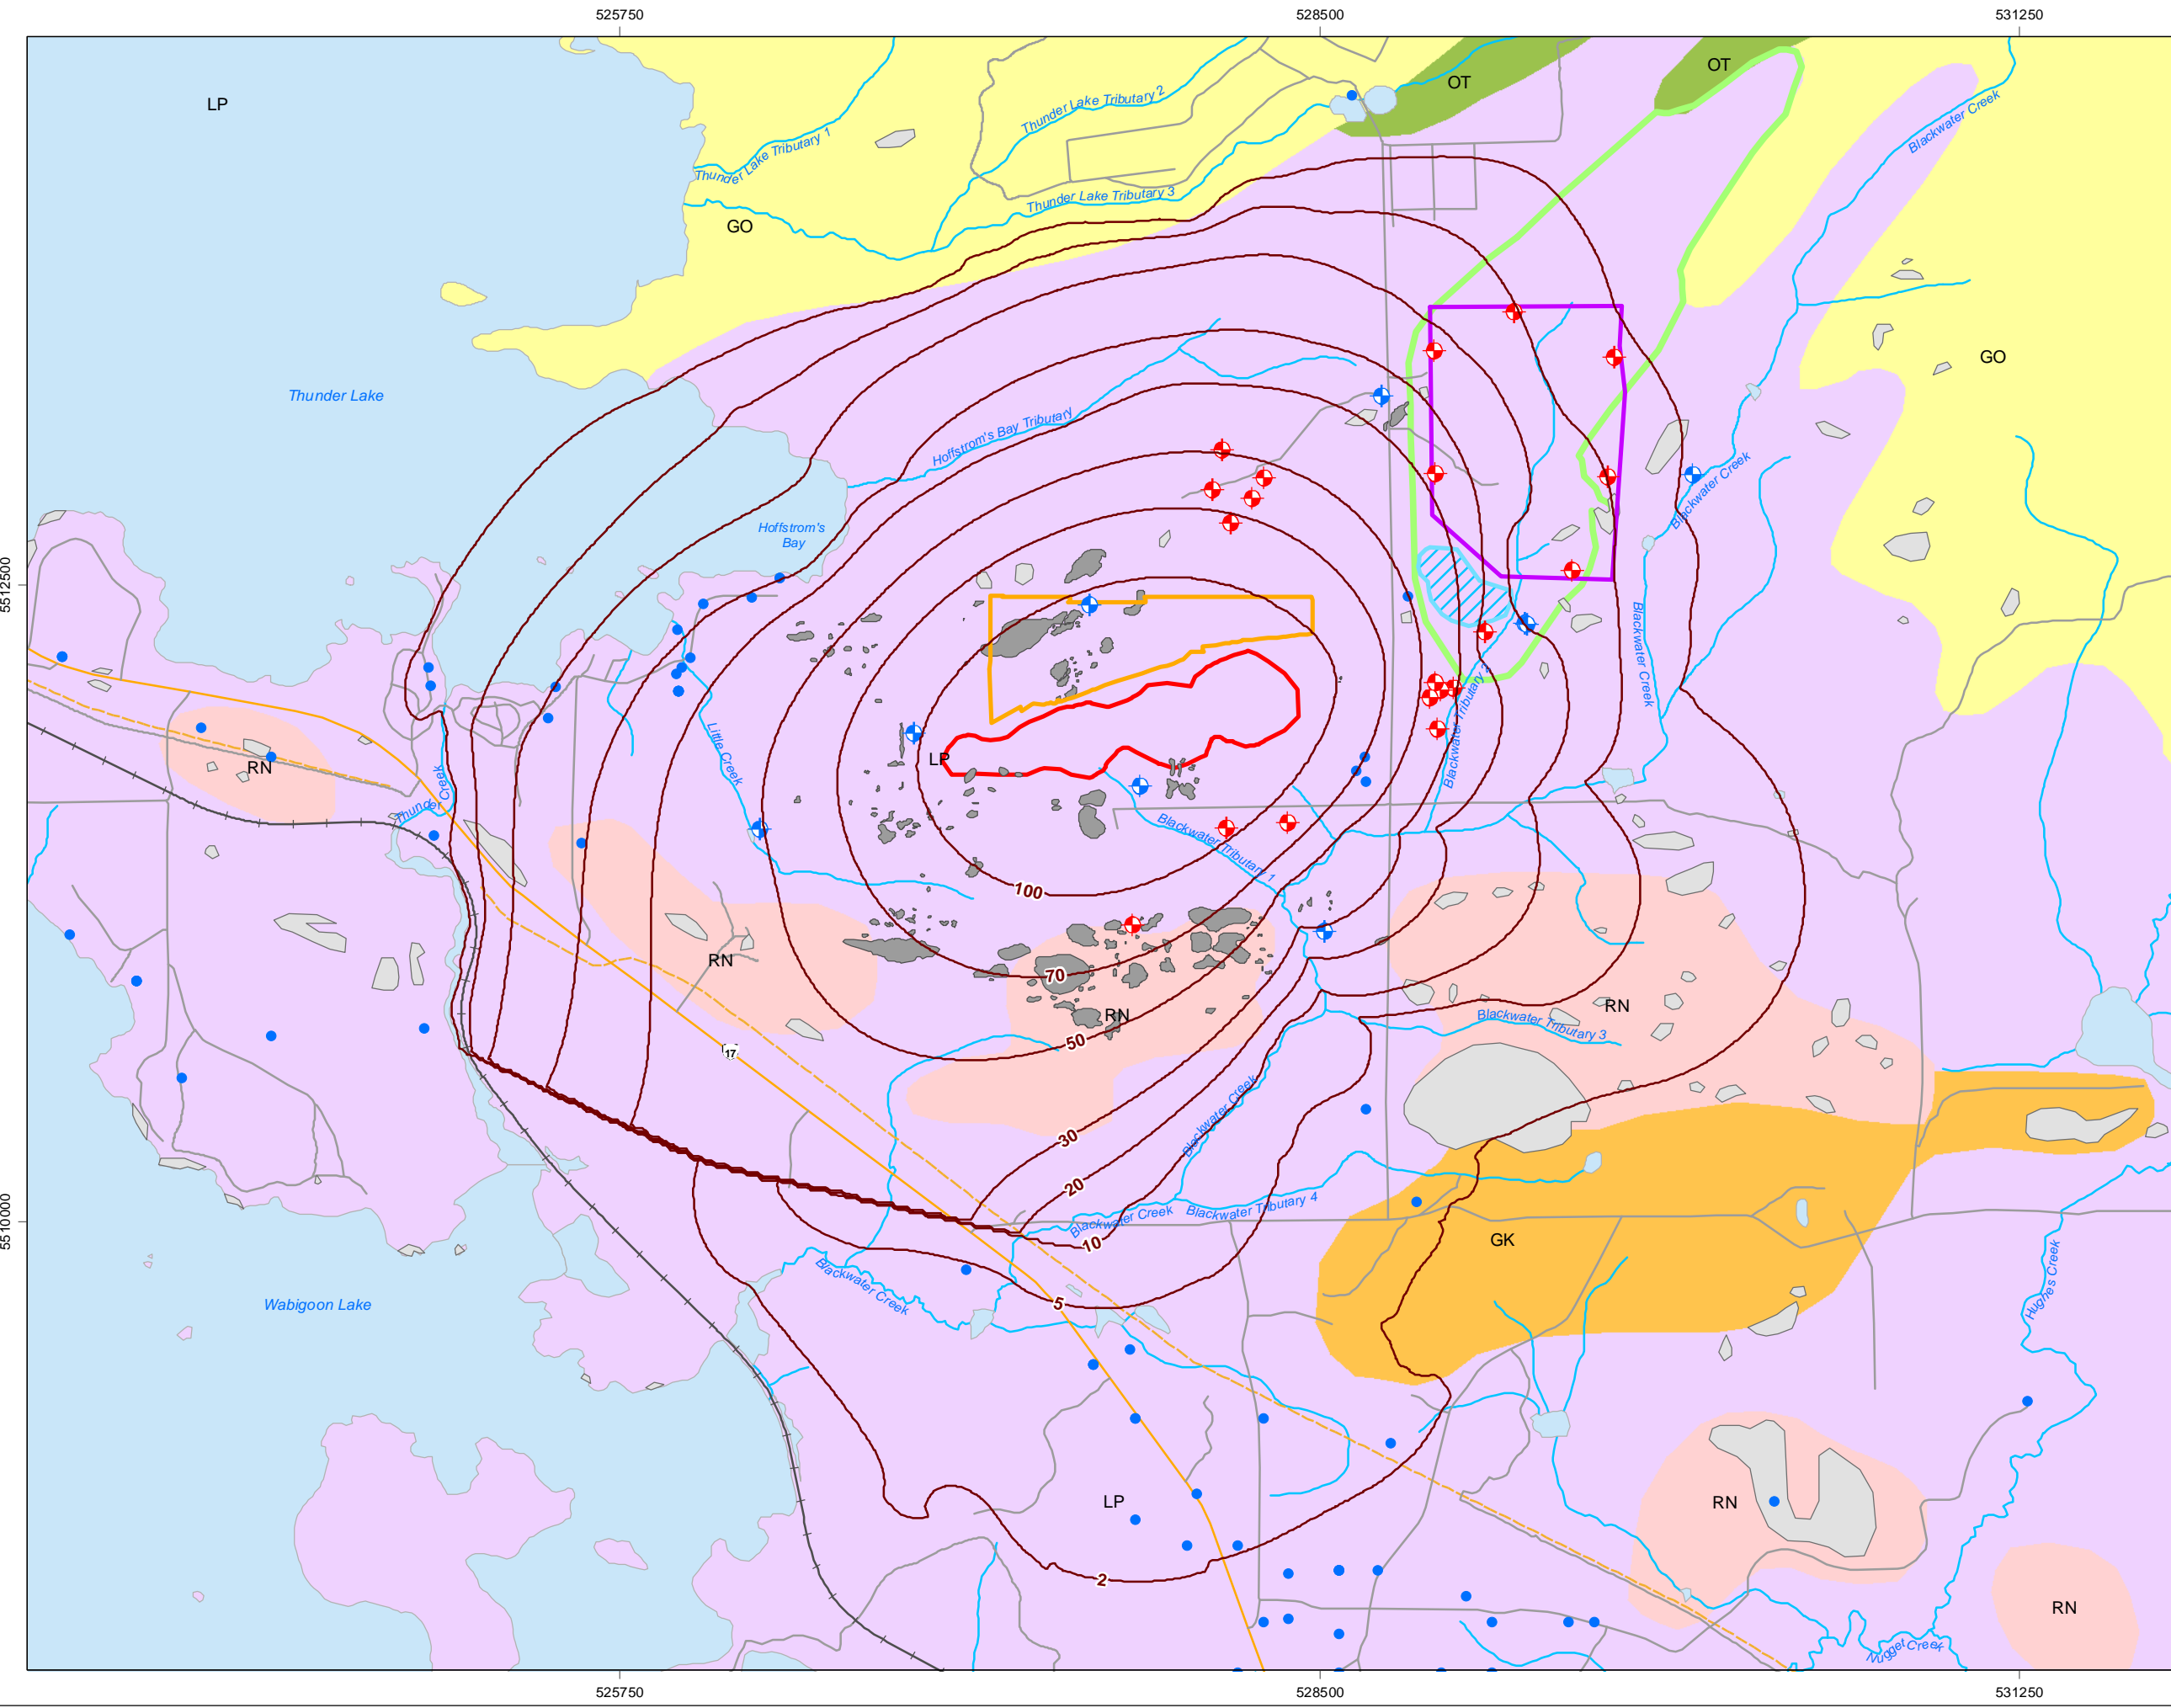 525750
528500
531250
OT
OT
LP
Thunder Lake Tributary 2
Blackwater Creek
Thunder Lake Tributary 1
Thunder Lake Tributary 3
GO
GO
Thunder Lake
Hoffstrom's Bay Tributary
Blackwater Creek
Hoffstrom's
Bay
5512500
Blackwater Creek
Blackwater Tributary 2
Little Creek
LP
RN
Thunder
Creek
Blackwater Tributary 1
100
RN
70
RN
RN
Blackwater Tributary 3
50
17
Blackwater Creek
30
20
5510000
Blackwater Creek
Blackwater Tributary 4
10
GK
Blackwater Creek
Hughes Creek
Wabigoon Lake
5
LP
RN
2
RN
Nugget Creek
525750
528500
531250